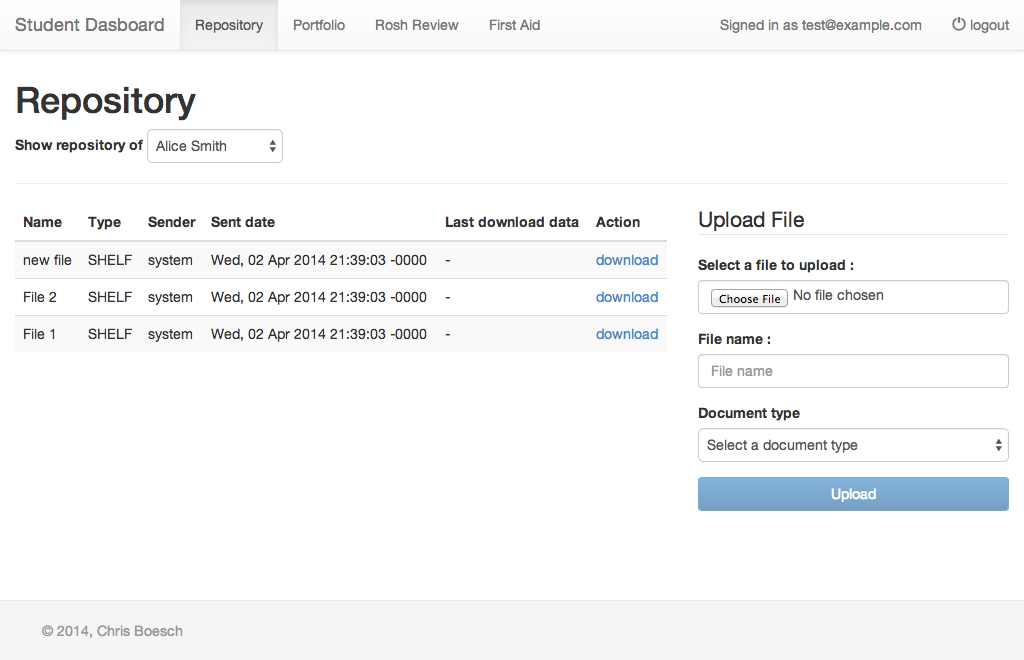 Student Dasboard Repository Portfolio Rosh Review First Aid Signed in as test@example.com logout
Repository
Show repository of Alice Smith
Name Type Sender Sent date Last download data Action
new file SHELF system Wed, 02 Apr 2014 21:39:03 -0000 - download
File 2 SHELF system Wed, 02 Apr 2014 21:39:03 -0000 - download
File 1 SHELF system Wed, 02 Apr 2014 21:39:03 -0000 - download
Upload File
Select a file to upload :
Choose File No file chosen
File name :
File name
Document type
Select a document type
Upload
© 2014, Chris Boesch